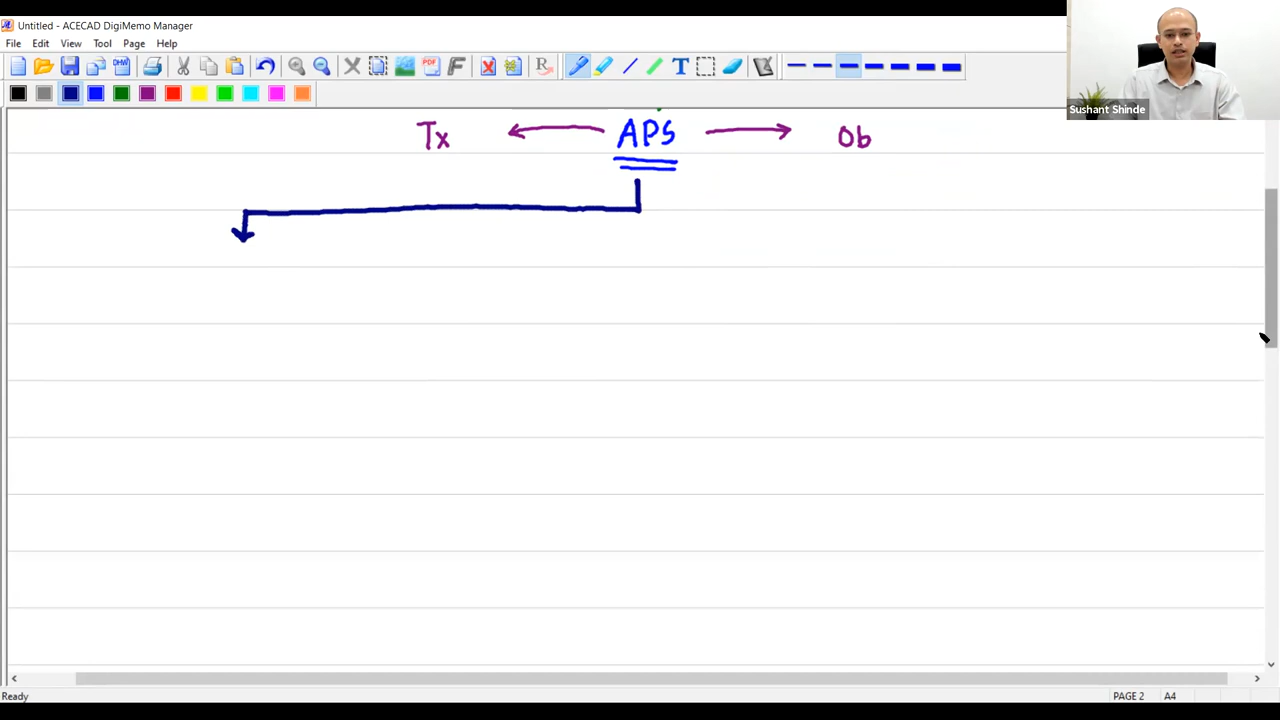 Untitled - ACECAD DigiMemo Manager
File Edit View Tool Page Help
Sushant Shinde
Tx ← APS → Ob
Ready
PAGE 2 A4